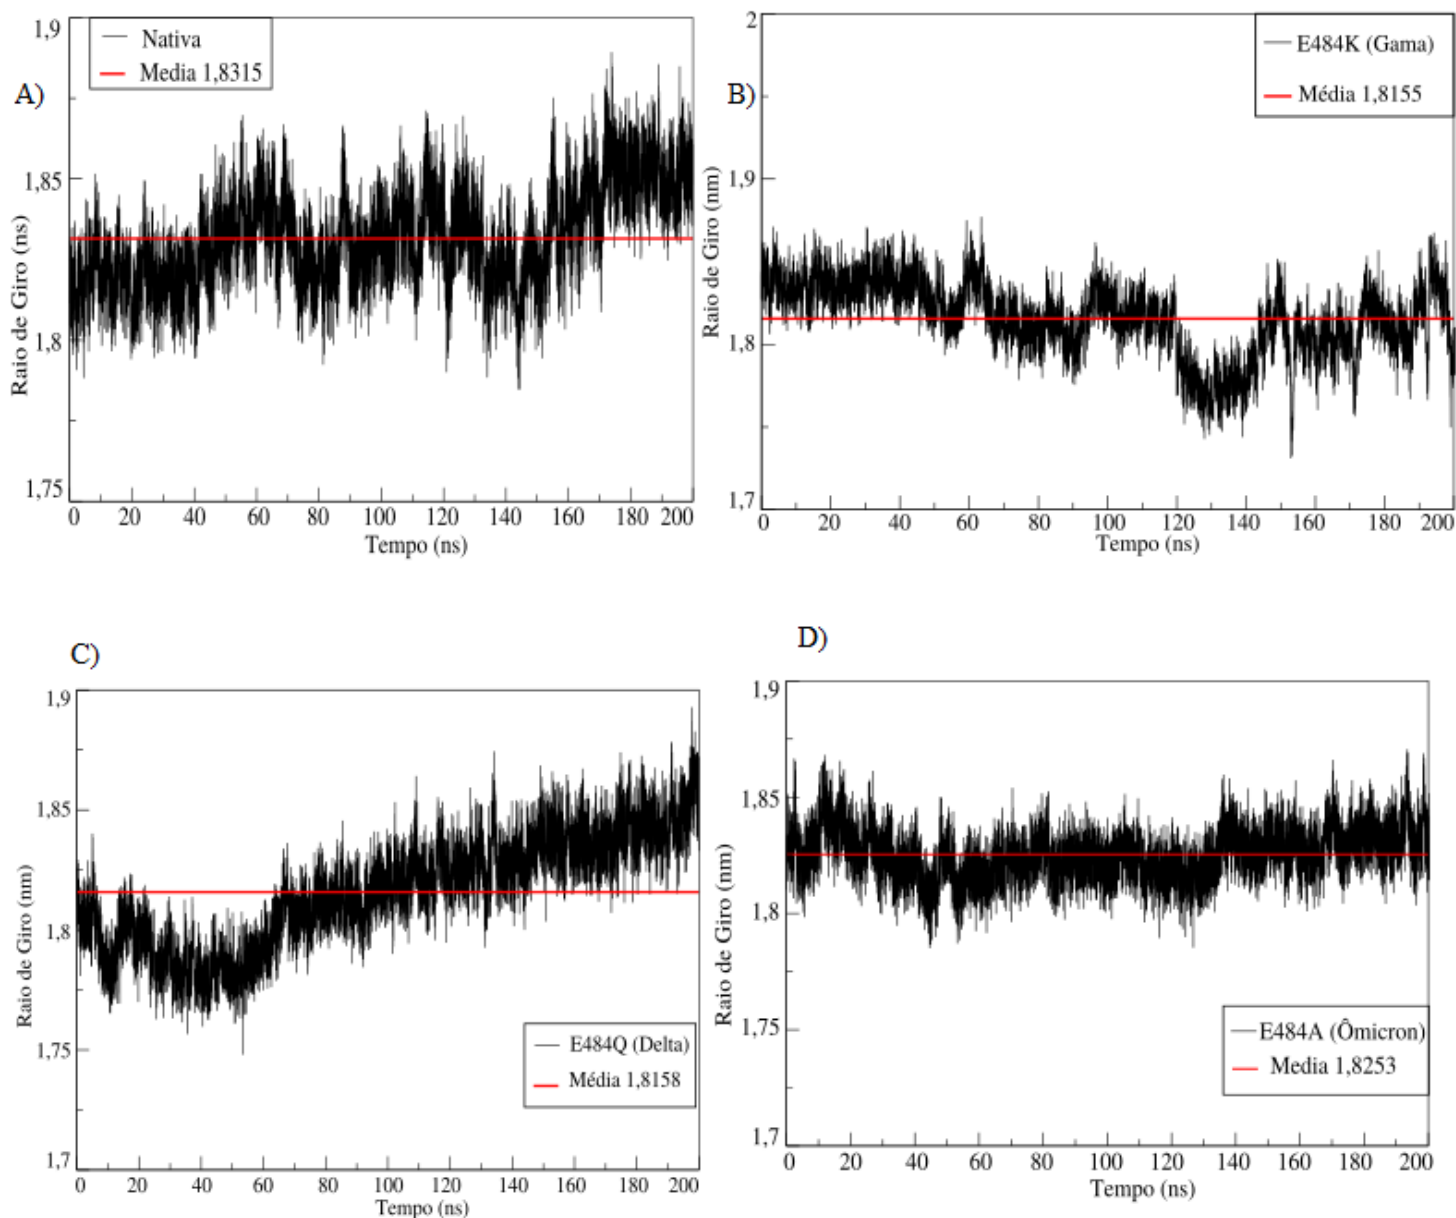 A)
1,9
1,85
1,8
1,75
Raio de Giro (ns)
Nativa
Media 1,8315
0 20 40 60 80 100 120 140 160 180 200
Tempo (ns)
B)
2
1,9
1,8
1,7
Raio de Giro (nm)
E484K (Gama)
Média 1,8155
0 20 40 60 80 100 120 140 160 180 200
Tempo (ns)
C)
1,9
1,85
1,8
1,75
1,7
Raio de Giro (nm)
E484Q (Delta)
Média 1,8158
0 20 40 60 80 100 120 140 160 180 200
Tempo (ns)
D)
1,9
1,85
1,8
1,75
1,7
Raio de Giro (nm)
E484A (Ômicron)
Media 1,8253
0 20 40 60 80 100 120 140 160 180 200
Tempo (ns)